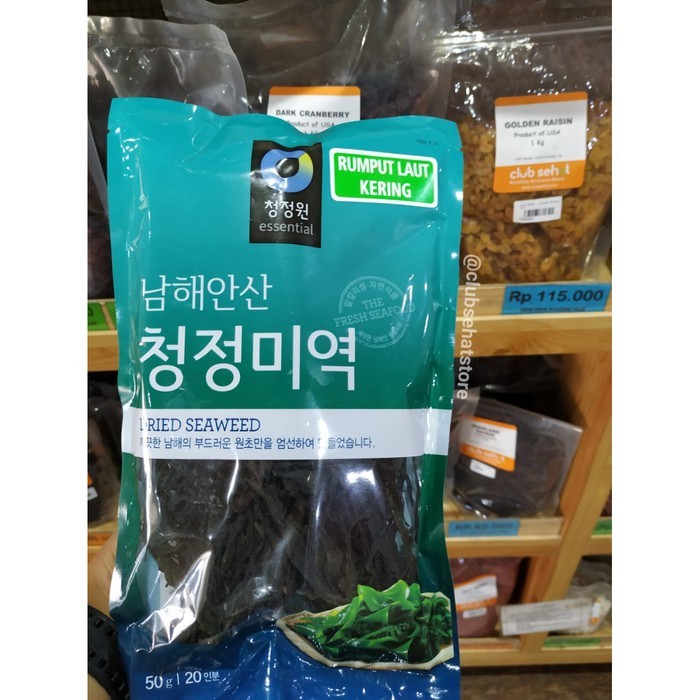 DARK CRANBERRY
Product of USA
GOLDEN RAISIN
Product of USA
1 Kg
club sehat
Rp 115.000
RUMPUT LAUT
KERING
청정원
essential
남해안산
청정미역
THE
FRESH SEAFOOD
DRIED SEAWEED
남해의 부드러운 원초만을 엄선하여 만들었습니다.
50g | 20인분
@clubsehatstore